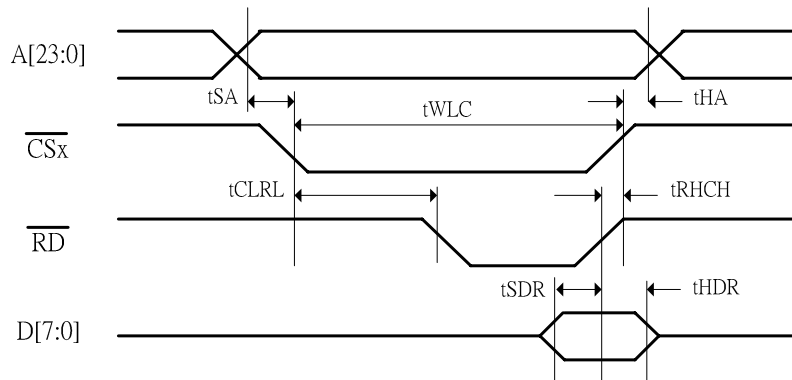 A[23:0]
tSA
tHA
tWLC
CSx
tCLRL
tRHCH
RD
tSDR
tHDR
D[7:0]